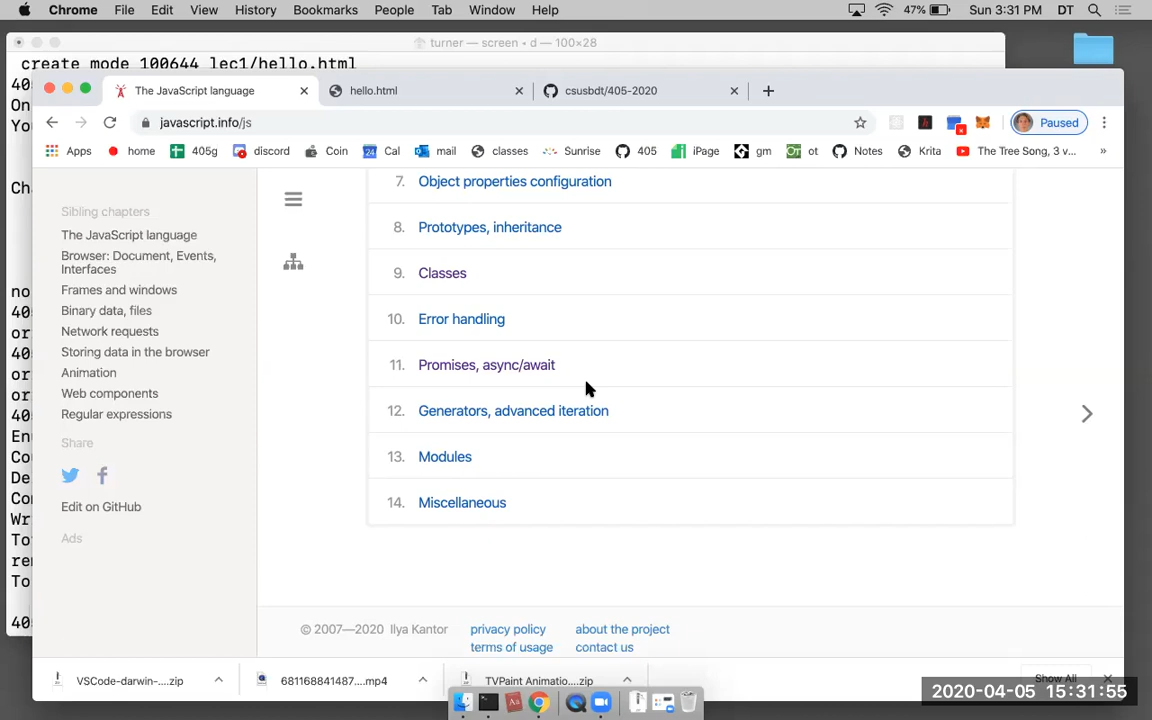 Chrome File Edit View History Bookmarks People Tab Window Help 47% Sun 3:31 PM DT
turner — screen • d — 100×28
create mode 100644 lec1/hello.html
The JavaScript language hello.html csusbdt/405-2020
javascript.info/js Paused
Apps home 405g discord Coin Cal mail classes Sunrise 405 iPage gm ot Notes Krita The Tree Song, 3 v... »
7. Object properties configuration
Sibling chapters
The JavaScript language
Browser: Document, Events,
Interfaces
Frames and windows
Binary data, files
Network requests
Storing data in the browser
Animation
Web components
Regular expressions
Share
Edit on GitHub
Ads
8. Prototypes, inheritance
9. Classes
10. Error handling
11. Promises, async/await
12. Generators, advanced iteration
13. Modules
14. Miscellaneous
© 2007—2020 Ilya Kantor
privacy policy about the project
terms of usage contact us
VSCode-darwin-....zip 681168841487....mp4 TVPaint Animatio....zip Show All
2020-04-05 15:31:55